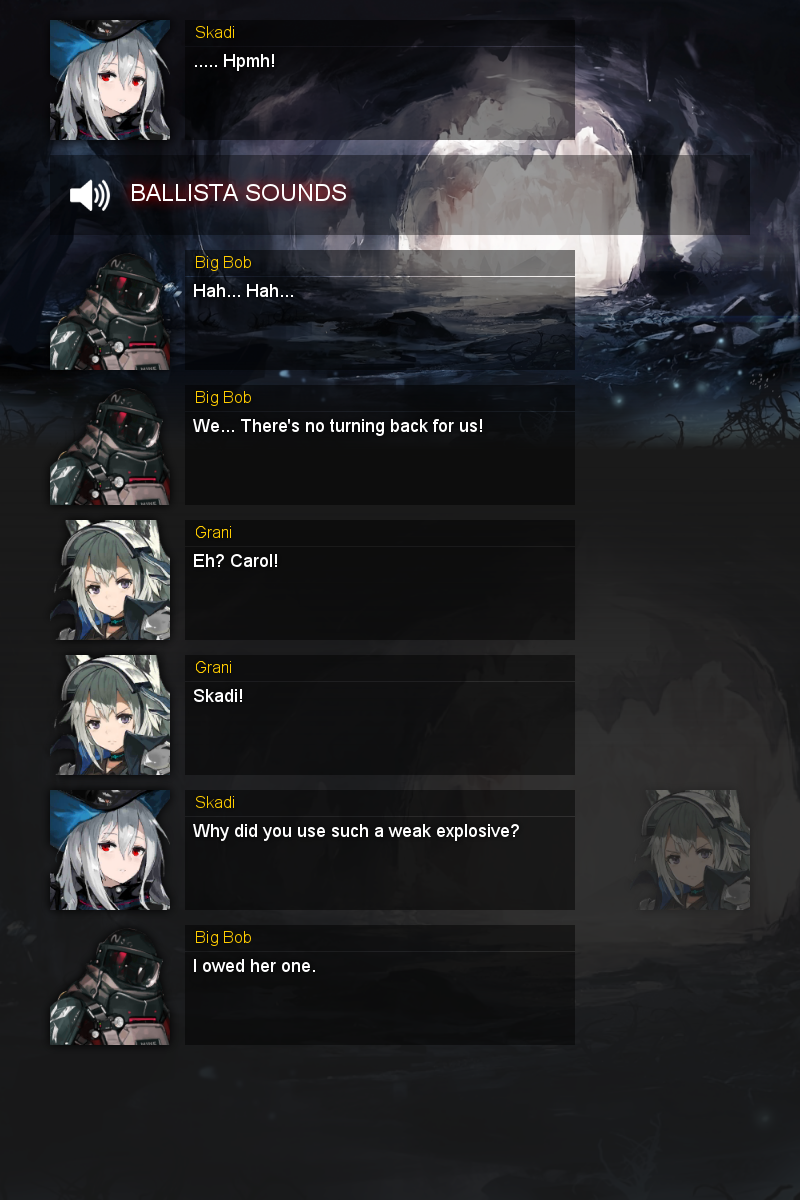 Skadi
..... Hpmh!
BALLISTA SOUNDS
Big Bob
Hah... Hah...
Big Bob
We... There's no turning back for us!
Grani
Eh? Carol!
Grani
Skadi!
Skadi
Why did you use such a weak explosive?
Big Bob
I owed her one.